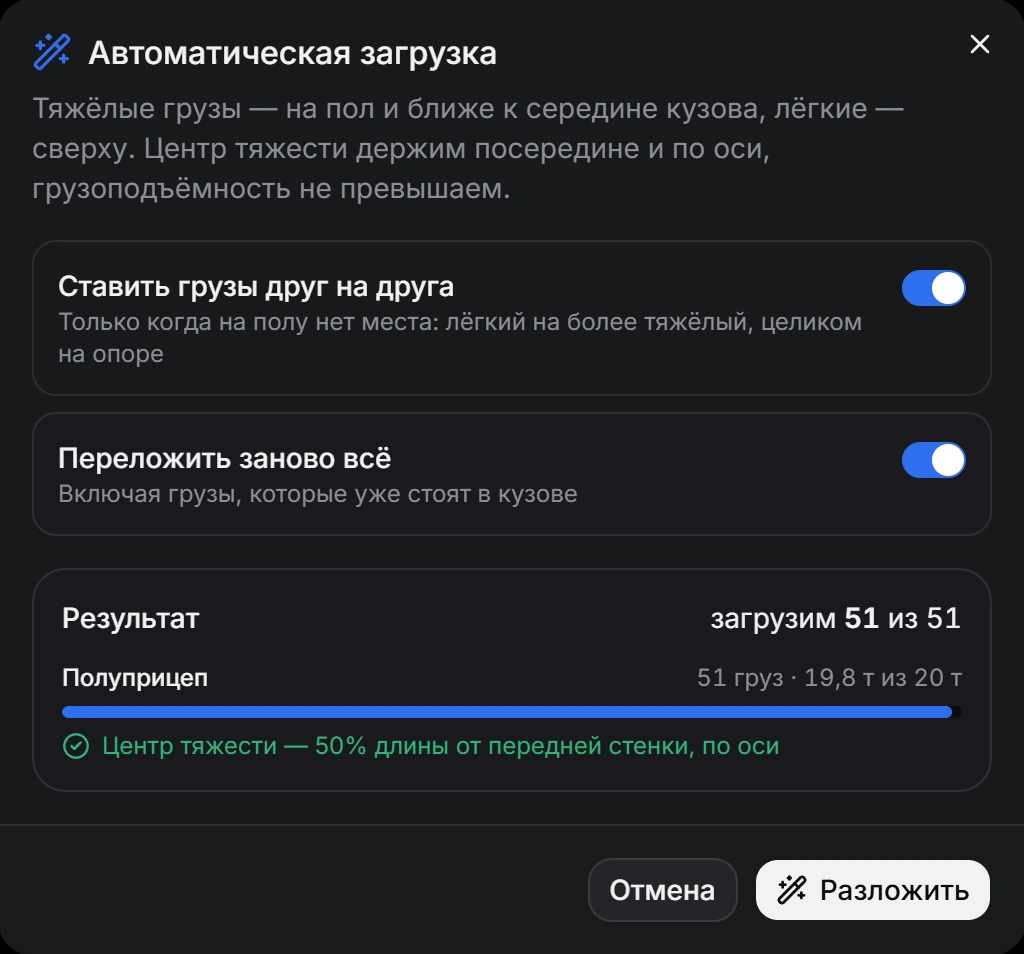 Автоматическая загрузка
Тяжёлые грузы — на пол и ближе к середине кузова, лёгкие —
сверху. Центр тяжести держим посередине и по оси,
грузоподъёмность не превышаем.
Ставить грузы друг на друга
Только когда на полу нет места: лёгкий на более тяжёлый, целиком
на опоре
Переложить заново всё
Включая грузы, которые уже стоят в кузове
Результат
загрузим 51 из 51
Полуприцеп
51 груз · 19,8 т из 20 т
Центр тяжести — 50% длины от передней стенки, по оси
Отмена
Разложить